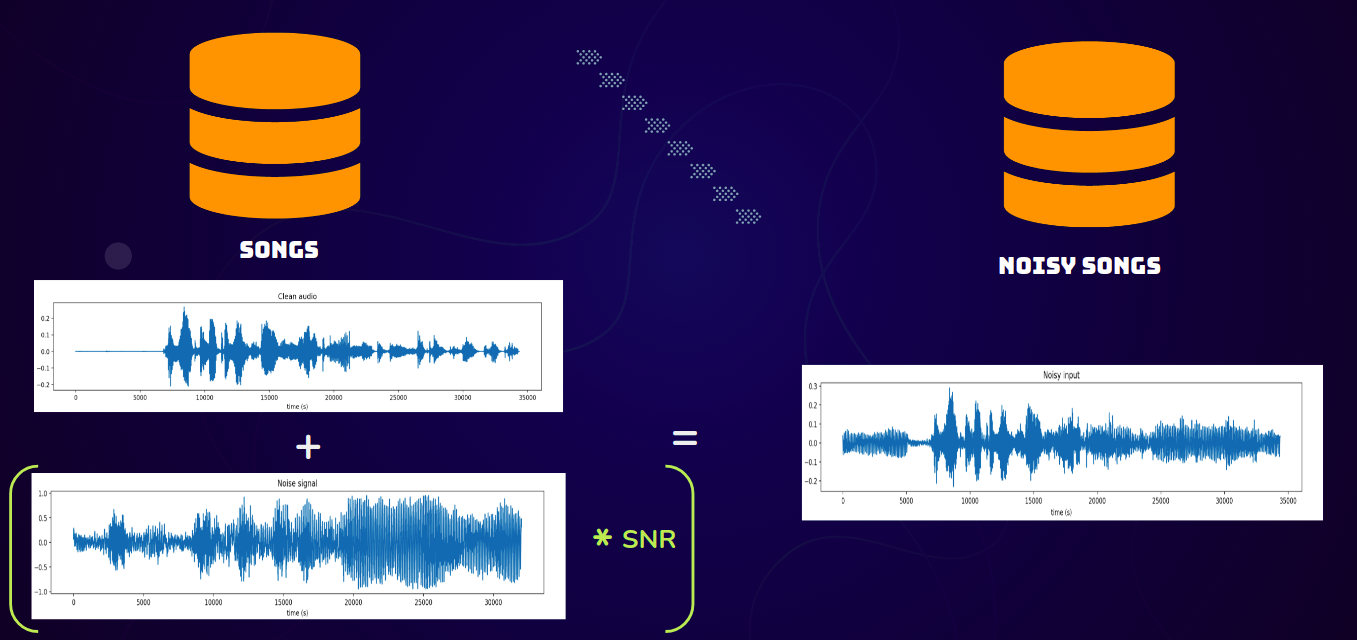 SONGS
NOISY SONGS
Clean audio
0.2
0.1
0.0
−0.1
−0.2
0 5000 10000 15000 20000 25000 30000 35000
time (s)
+
(
Noise signal
1.0
0.5
0.0
−0.5
−1.0
0 5000 10000 15000 20000 25000 30000
time (s)
* SNR
)
=
Noisy input
0.3
0.2
0.1
0.0
−0.1
−0.2
0 5000 10000 15000 20000 25000 30000 35000
time (s)